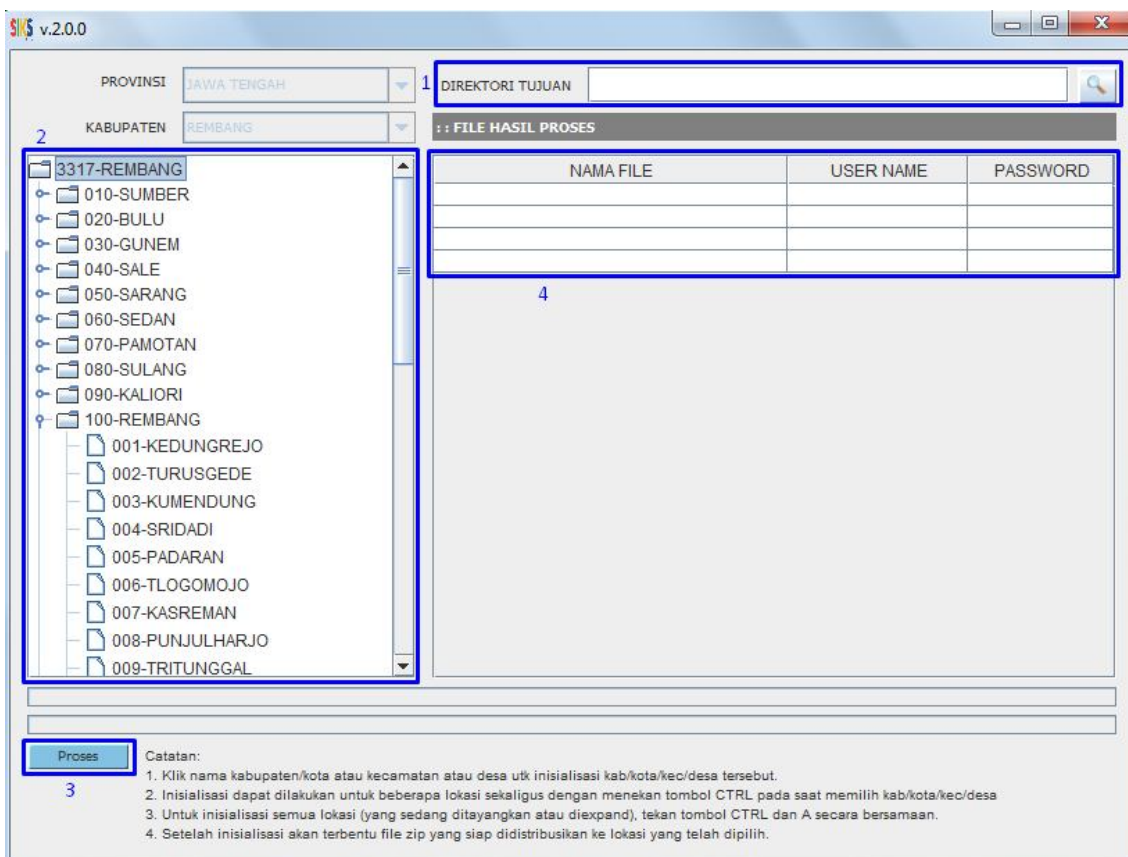 SIKS v.2.0.0
PROVINSI JAWA TENGAH
1 DIREKTORI TUJUAN
KABUPATEN REMBANG
: : FILE HASIL PROSES
2
3317-REMBANG
010-SUMBER
020-BULU
030-GUNEM
040-SALE
050-SARANG
060-SEDAN
070-PAMOTAN
080-SULANG
090-KALIORI
100-REMBANG
001-KEDUNGREJO
002-TURUSGEDE
003-KUMENDUNG
004-SRIDADI
005-PADARAN
006-TLOGOMOJO
007-KASREMAN
008-PUNJULHARJO
009-TRITUNGGAL
NAMA FILE USER NAME PASSWORD
4
Proses
3
Catatan:
1. Klik nama kabupaten/kota atau kecamatan atau desa utk inisialisasi kab/kota/kec/desa tersebut.
2. Inisialisasi dapat dilakukan untuk beberapa lokasi sekaligus dengan menekan tombol CTRL pada saat memilih kab/kota/kec/desa
3. Untuk inisialisasi semua lokasi (yang sedang ditayangkan atau diexpand), tekan tombol CTRL dan A secara bersamaan.
4. Setelah inisialisasi akan terbentu file zip yang siap didistribusikan ke lokasi yang telah dipilih.